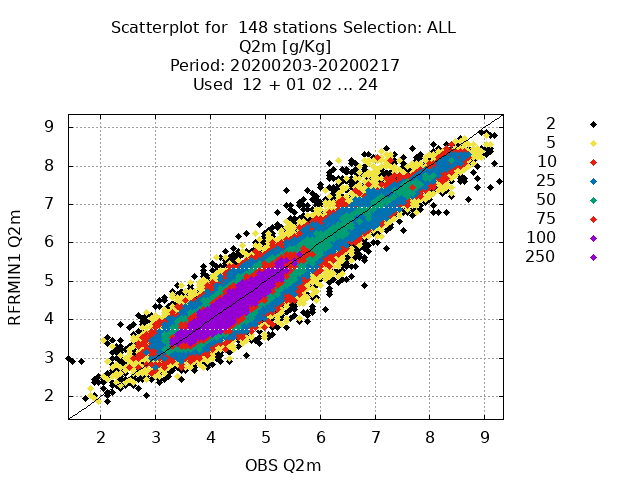 Scatterplot for  148 stations Selection: ALL
Q2m [g/Kg]
Period: 20200203-20200217
Used  12 + 01 02 ... 24
RFRMIN1 Q2m
9
8
7
6
5
4
3
2
2 3 4 5 6 7 8 9
OBS Q2m
2
5
10
25
50
75
100
250